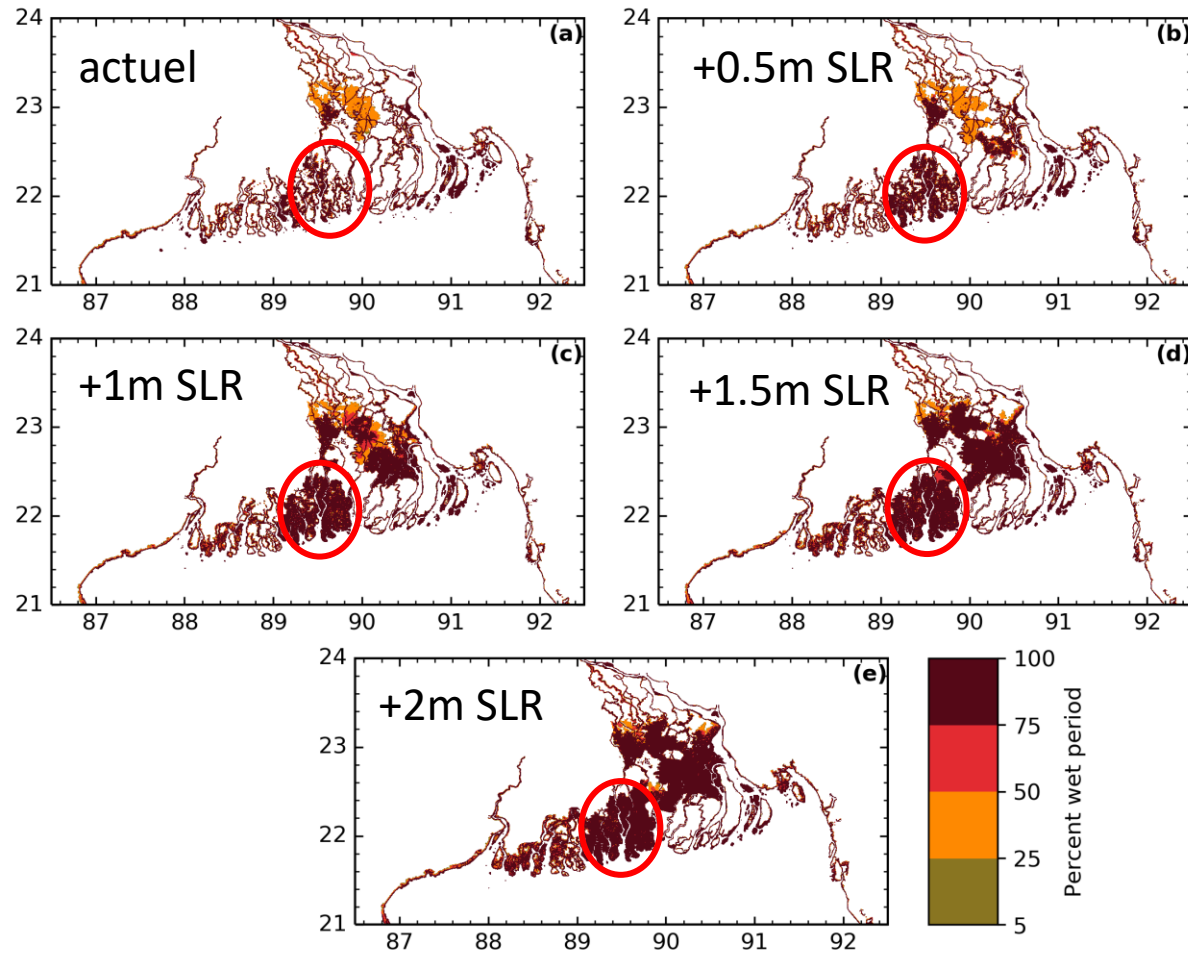 24 (a) 24 (b)
actuel +0.5m SLR
23 23
22 22
21 21
87 88 89 90 91 92 87 88 89 90 91 92
24 (c) 24 (d)
+1m SLR +1.5m SLR
23 23
22 22
21 21
87 88 89 90 91 92 87 88 89 90 91 92
24 (e) 100
+2m SLR
23 75
22 50
25
21 5
87 88 89 90 91 92
Percent wet period